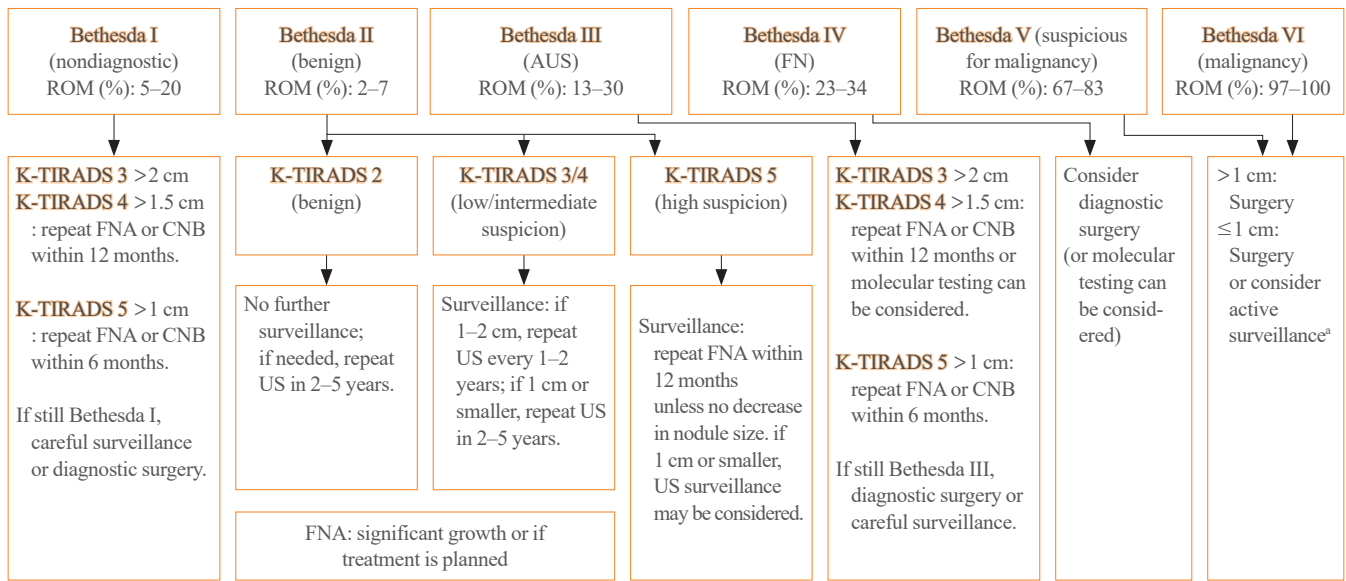 Bethesda I
(nondiagnostic)
ROM (%): 5–20
Bethesda II
(benign)
ROM (%): 2–7
Bethesda III
(AUS)
ROM (%): 13–30
Bethesda IV
(FN)
ROM (%): 23–34
Bethesda V (suspicious
for malignancy)
ROM (%): 67–83
Bethesda VI
(malignancy)
ROM (%): 97–100
K-TIRADS 3 >2 cm
K-TIRADS 4 >1.5 cm
: repeat FNA or CNB
within 12 months.
K-TIRADS 5 >1 cm
: repeat FNA or CNB
within 6 months.
If still Bethesda I,
careful surveillance
or diagnostic surgery.
K-TIRADS 2
(benign)
No further
surveillance;
if needed, repeat
US in 2–5 years.
K-TIRADS 3/4
(low/intermediate
suspicion)
Surveillance: if
1–2 cm, repeat
US every 1–2
years; if 1 cm or
smaller, repeat US
in 2–5 years.
FNA: significant growth or if
treatment is planned
K-TIRADS 5
(high suspicion)
Surveillance:
repeat FNA within
12 months
unless no decrease
in nodule size. if
1 cm or smaller,
US surveillance
may be considered.
K-TIRADS 3 >2 cm
K-TIRADS 4 >1.5 cm:
repeat FNA or CNB
within 12 months or
molecular testing can
be considered.
K-TIRADS 5 >1 cm:
repeat FNA or CNB
within 6 months.
If still Bethesda III,
diagnostic surgery or
careful surveillance.
Consider
diagnostic
surgery
(or molecular
testing can
be consid-
ered)
>1 cm:
Surgery
≤1 cm:
Surgery
or consider
active
surveillanceᵃ